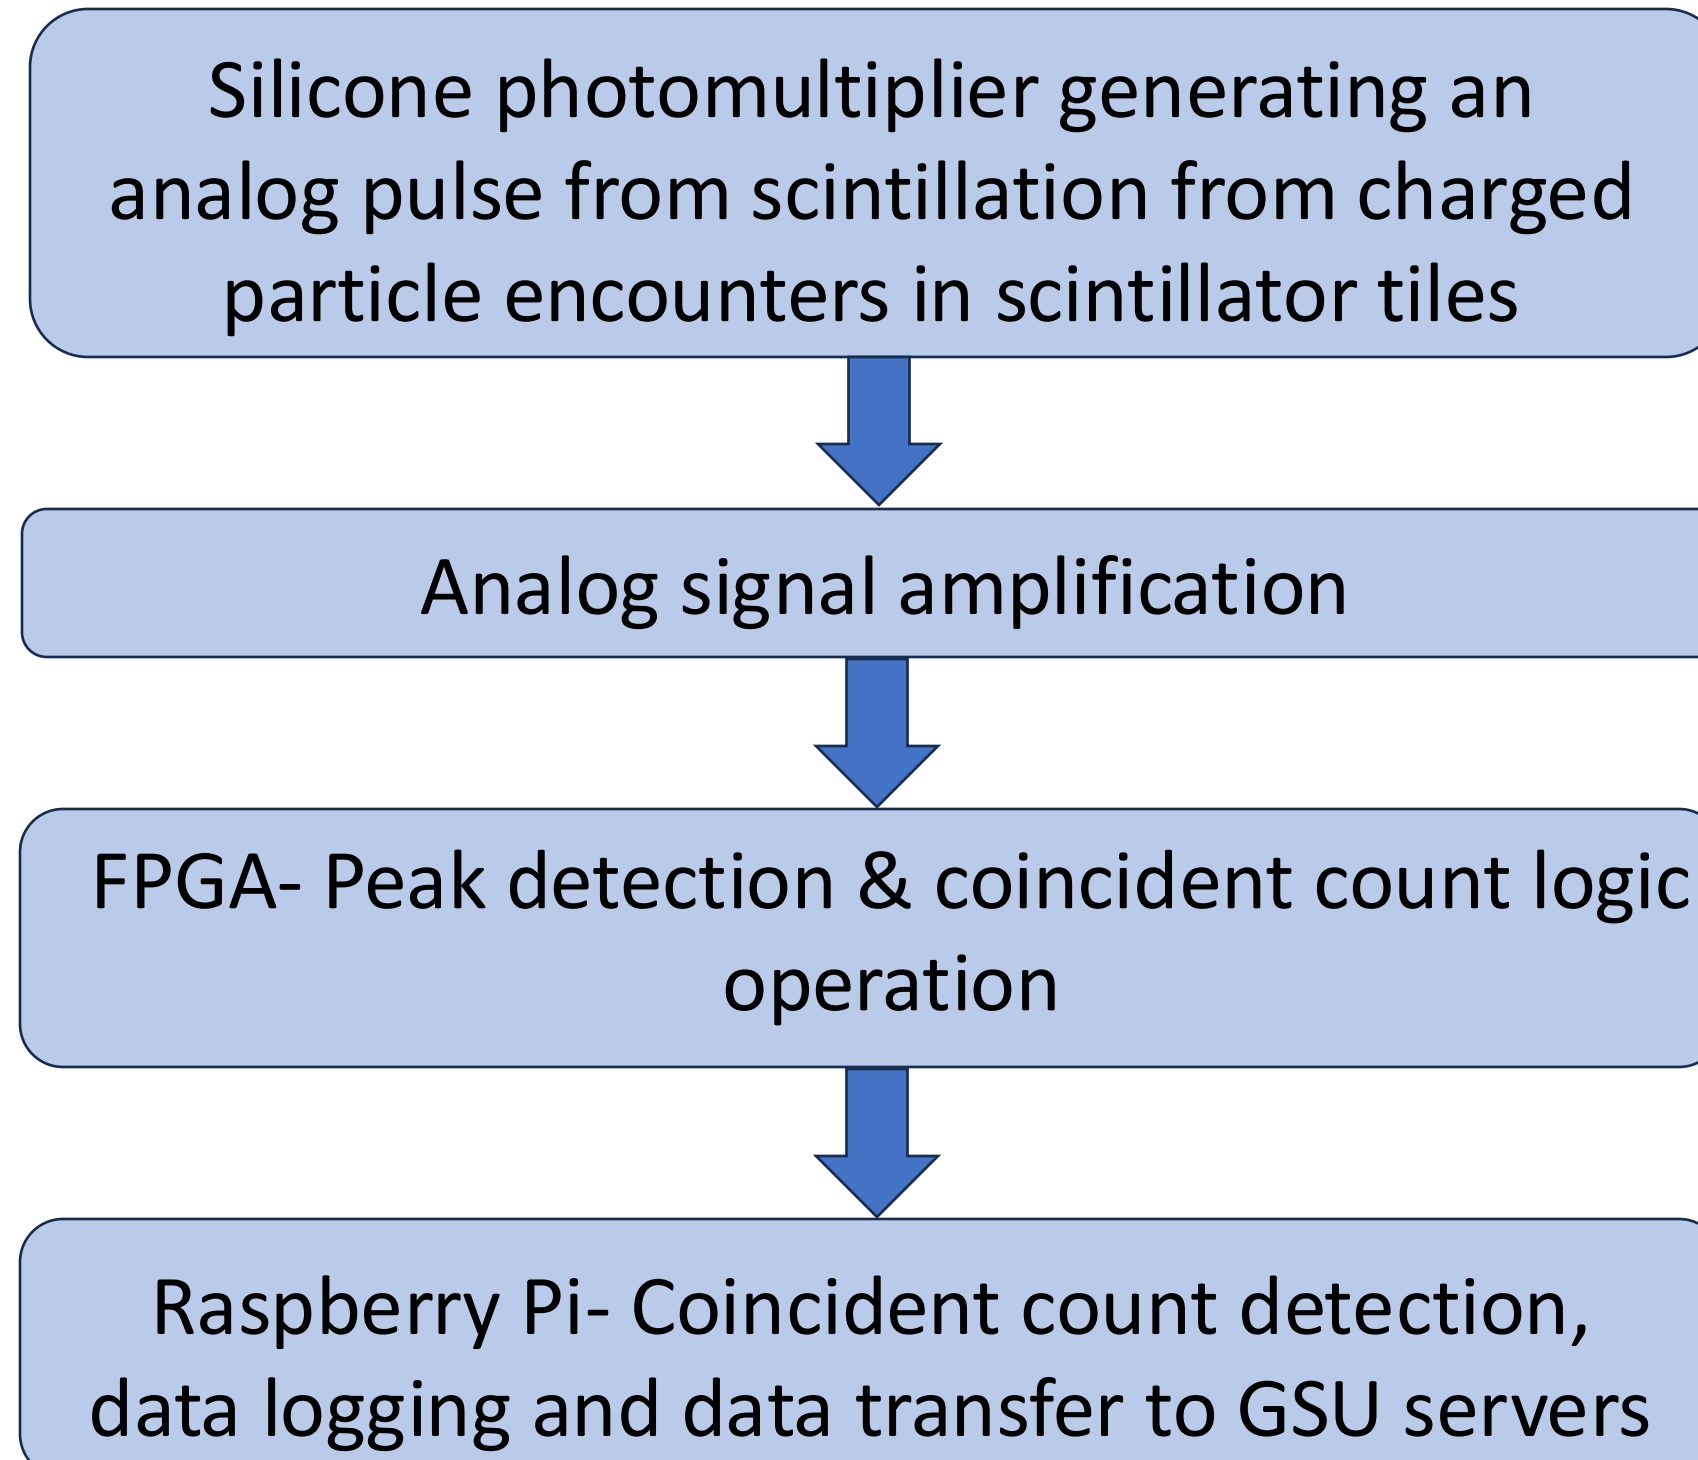 Silicone photomultiplier generating an
analog pulse from scintillation from charged
particle encounters in scintillator tiles
Analog signal amplification
FPGA- Peak detection & coincident count logic
operation
Raspberry Pi- Coincident count detection,
data logging and data transfer to GSU servers